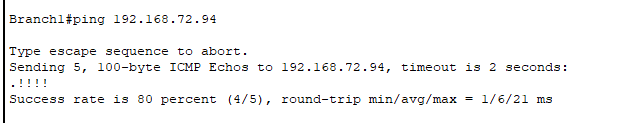 Branch1#ping 192.168.72.94
Type escape sequence to abort.
Sending 5, 100-byte ICMP Echos to 192.168.72.94, timeout is 2 seconds:
.!!!!
Success rate is 80 percent (4/5), round-trip min/avg/max = 1/6/21 ms